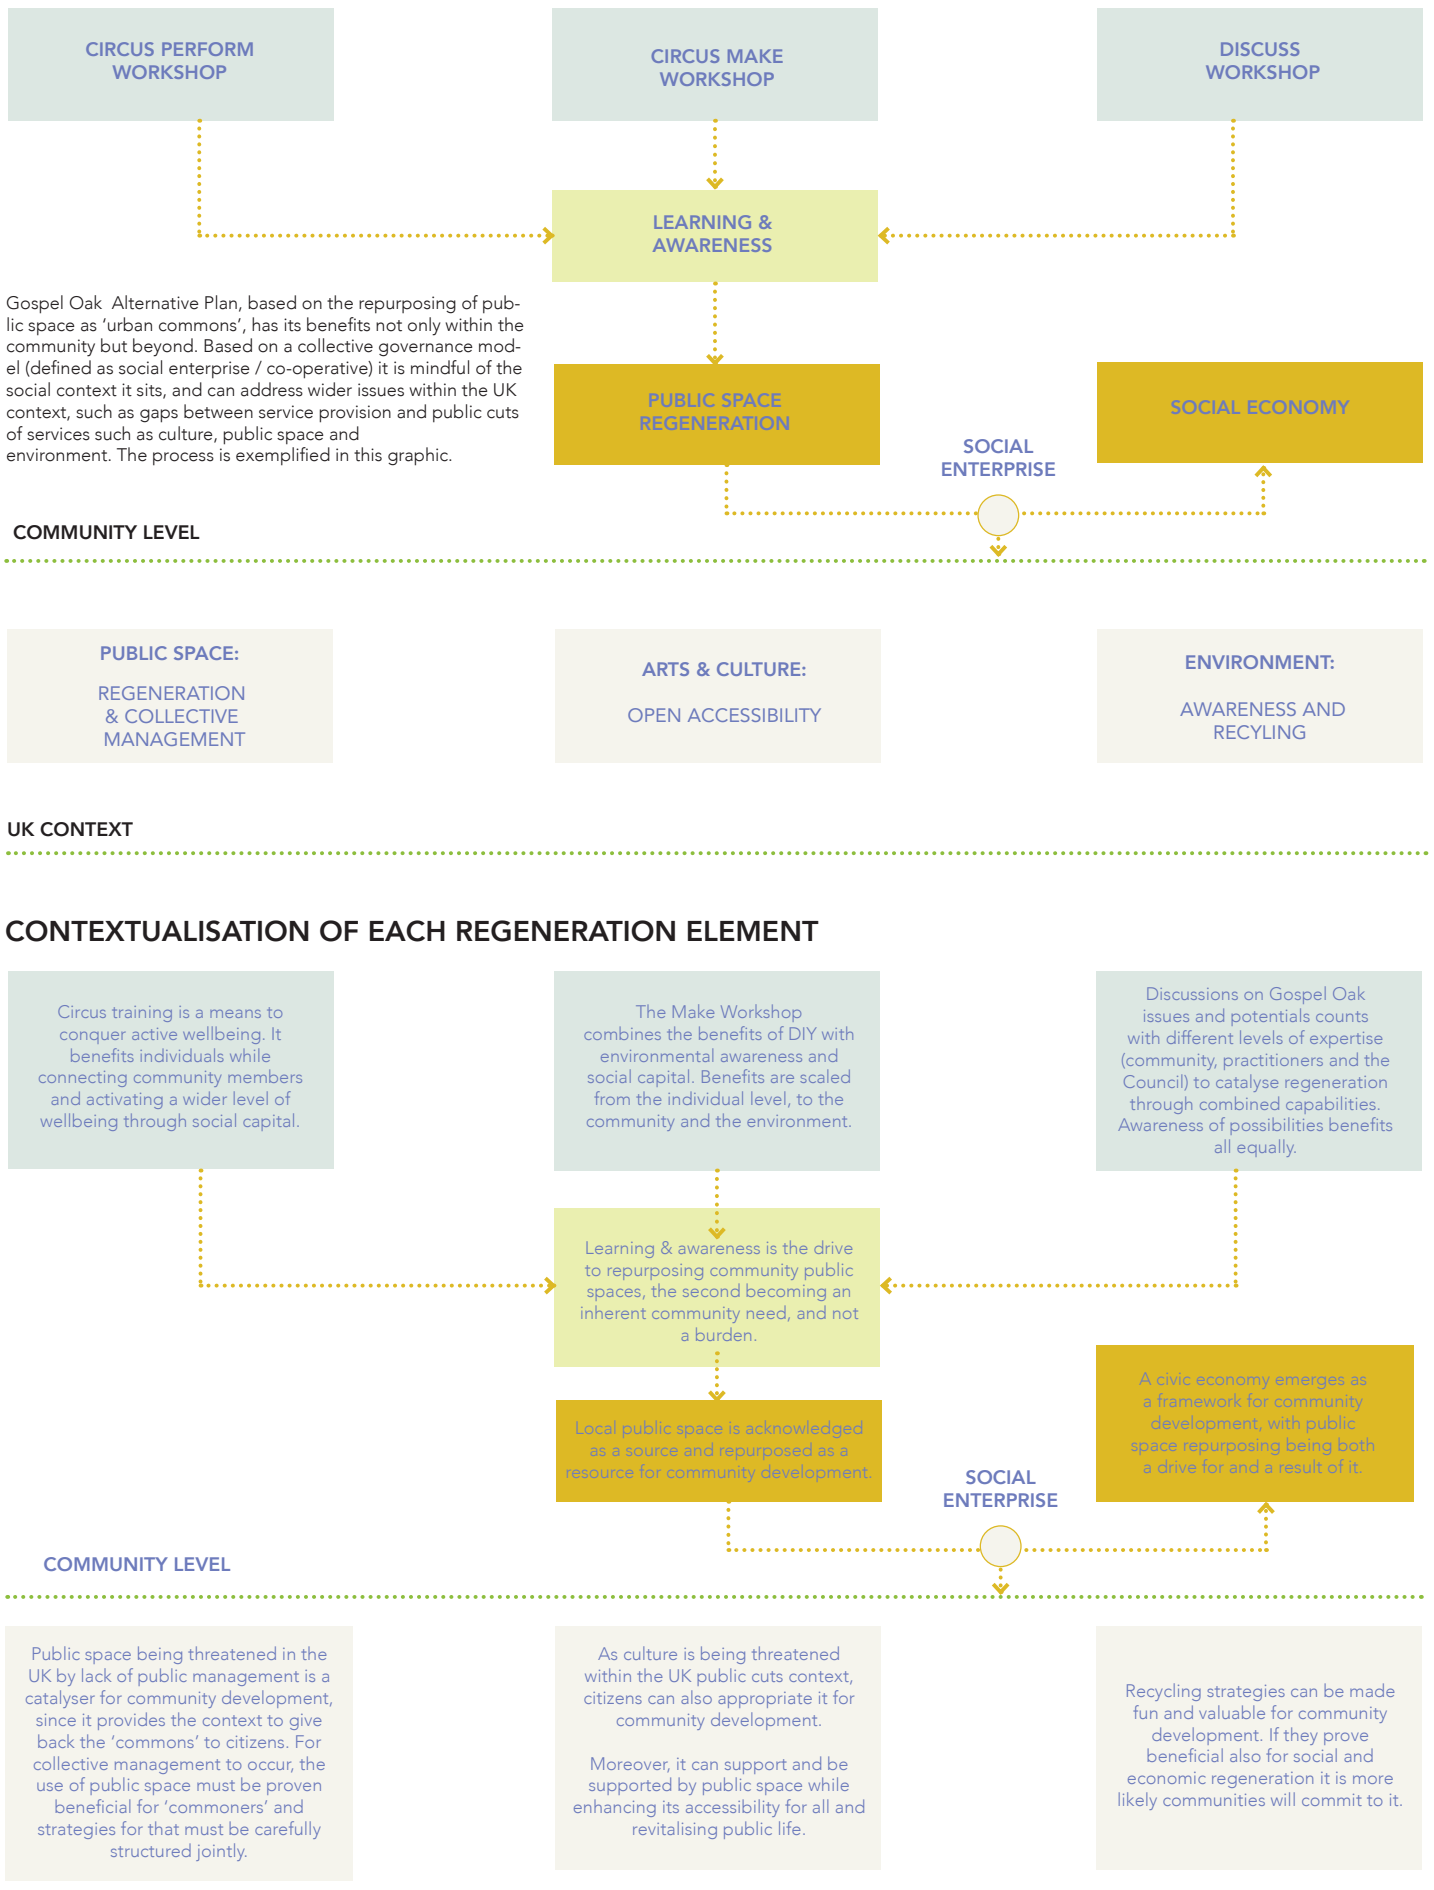 CIRCUS PERFORM
WORKSHOP
CIRCUS MAKE
WORKSHOP
DISCUSS
WORKSHOP
LEARNING &
AWARENESS
Gospel Oak  Alternative Plan, based on the repurposing of pub-
lic space as ‘urban commons’, has its benefits not only within the
community but beyond. Based on a collective governance mod-
el (defined as social enterprise / co-operative) it is mindful of the
social context it sits, and can address wider issues within the UK
context, such as gaps between service provision and public cuts
of services such as culture, public space and
environment. The process is exemplified in this graphic.
PUBLIC SPACE
REGENERATION
SOCIAL
ENTERPRISE
SOCIAL ECONOMY
COMMUNITY LEVEL
PUBLIC SPACE:
REGENERATION
& COLLECTIVE
MANAGEMENT
ARTS & CULTURE:
OPEN ACCESSIBILITY
ENVIRONMENT:
AWARENESS AND
RECYLING
UK CONTEXT
CONTEXTUALISATION OF EACH REGENERATION ELEMENT
Circus training is a means to
conquer active wellbeing. It
benefits individuals while
connecting community members
and activating a wider level of
wellbeing through social capital.
The Make Workshop
combines the benefits of DIY with
environmental awareness and
social capital. Benefits are scaled
from the individual level, to the
community and the environment.
Discussions on Gospel Oak
issues and potentials counts
with different levels of expertise
(community, practitioners and the
Council) to catalyse regeneration
through combined capabilities.
Awareness of possibilities benefits
all equally.
Learning & awareness is the drive
to repurposing community public
spaces, the second becoming an
inherent community need, and not
a burden.
Local public space is acknowledged
as a source and repurposed as a
resource for community development.
SOCIAL
ENTERPRISE
A civic economy emerges as
a framework for community
development, with public
space repurposing being both
a drive for and a result of it.
COMMUNITY LEVEL
Public space being threatened in the
UK by lack of public management is a
catalyser for community development,
since it provides the context to give
back the ‘commons’ to citizens. For
collective management to occur, the
use of public space must be proven
beneficial for ‘commoners’ and
strategies for that must be carefully
structured jointly.
As culture is being threatened
within the UK public cuts context,
citizens can also appropriate it for
community development.
Moreover, it can support and be
supported by public space while
enhancing its accessibility for all and
revitalising public life.
Recycling strategies can be made
fun and valuable for community
development. If they prove
beneficial also for social and
economic regeneration it is more
likely communities will commit to it.